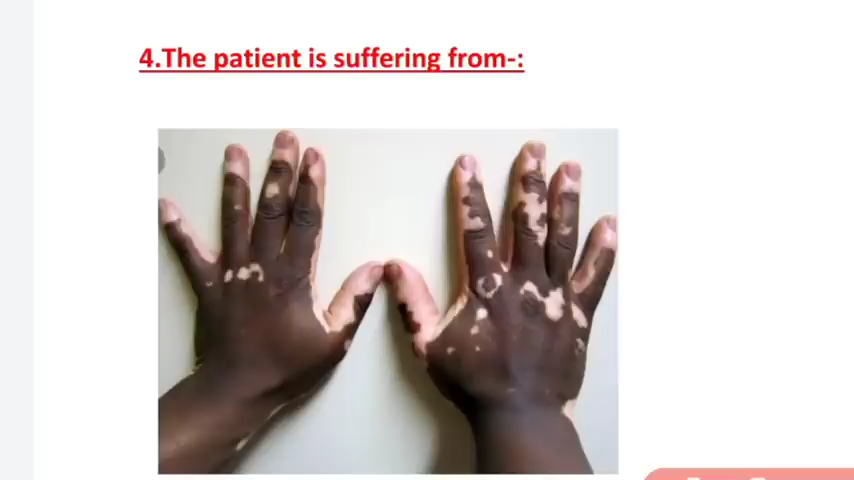 4.The patient is suffering from-: